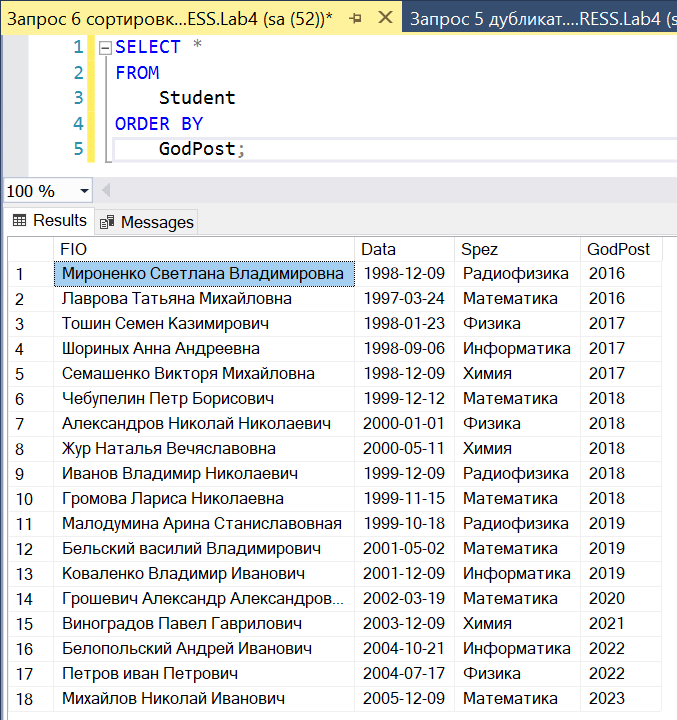 Запрос 6 сортировк...ESS.Lab4 (sa (52))* Запрос 5 дубликат....RESS.Lab4 (s
1 SELECT *
2 FROM
3 Student
4 ORDER BY
5 GodPost;
100 %
Results Messages
FIO Data Spez GodPost
1 Мироненко Светлана Владимировна 1998-12-09 Радиофизика 2016
2 Лаврова Татьяна Михайловна 1997-03-24 Математика 2016
3 Тошин Семен Казимирович 1998-01-23 Физика 2017
4 Шориных Анна Андреевна 1998-09-06 Информатика 2017
5 Семашенко Викторя Михайловна 1998-12-09 Химия 2017
6 Чебупелин Петр Борисович 1999-12-12 Математика 2018
7 Александров Николай Николаевич 2000-01-01 Физика 2018
8 Жур Наталья Вечяславовна 2000-05-11 Химия 2018
9 Иванов Владимир Николаевич 1999-12-09 Радиофизика 2018
10 Громова Лариса Николаевна 1999-11-15 Математика 2018
11 Малодумина Арина Станиславовная 1999-10-18 Радиофизика 2019
12 Бельский василий Владимирович 2001-05-02 Математика 2019
13 Коваленко Владимир Иванович 2001-12-09 Информатика 2019
14 Грошевич Александр Александров... 2002-03-19 Математика 2020
15 Виноградов Павел Гаврилович 2003-12-09 Химия 2021
16 Белопольский Андрей Иванович 2004-10-21 Информатика 2022
17 Петров иван Петрович 2004-07-17 Физика 2022
18 Михайлов Николай Иванович 2005-12-09 Математика 2023